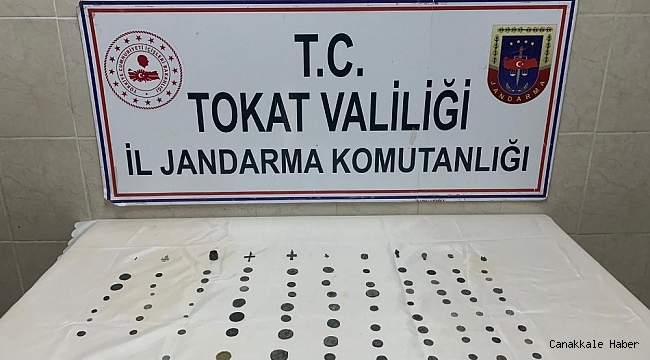 T.C.
TOKAT VALİLİĞİ
İL JANDARMA KOMUTANLIĞI
JANDARMA
Canakkale Haber